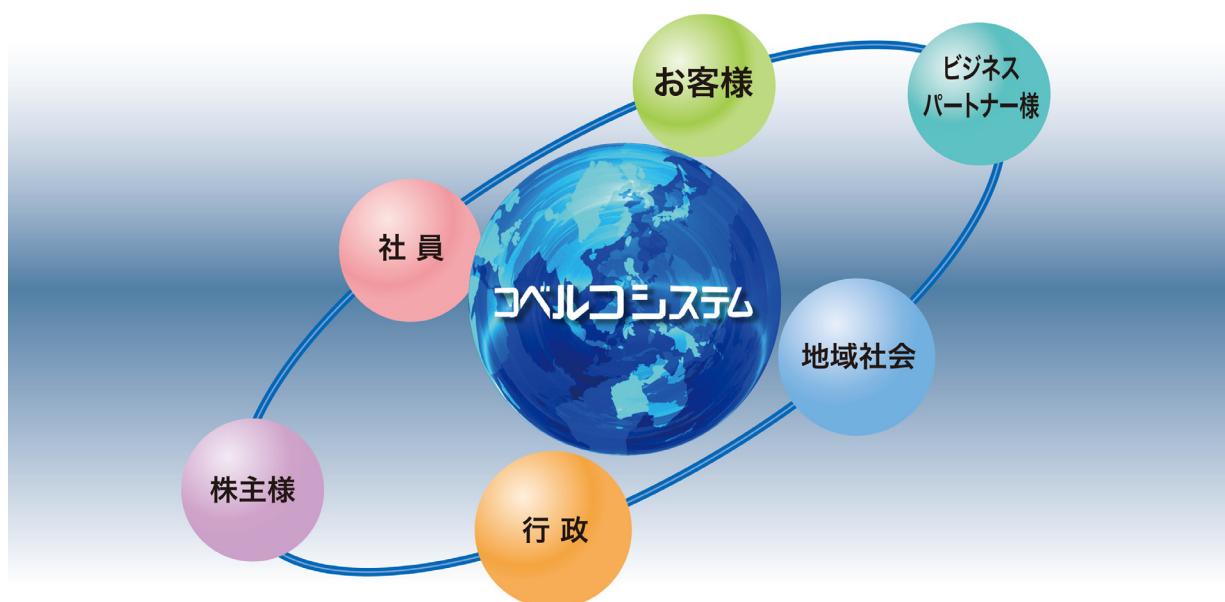 お客様
ビジネス
パートナー様
社員
コベルコシステム
地域社会
株主様
行政